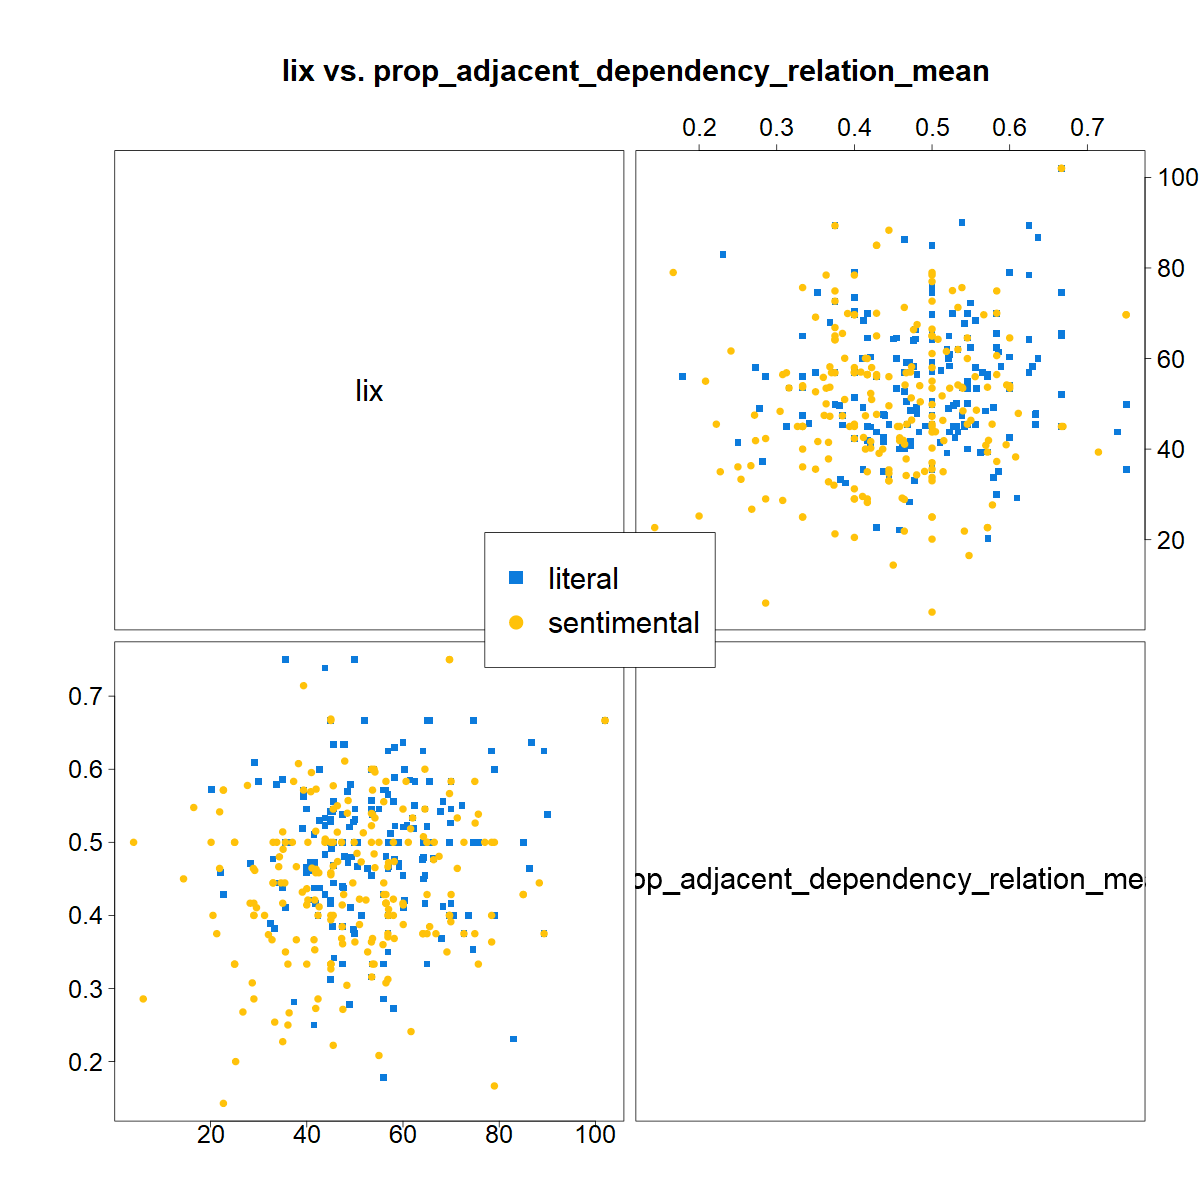 lix vs. prop_adjacent_dependency_relation_mean
0.2 0.3 0.4 0.5 0.6 0.7
lix
100
80
60
40
20
literal
sentimental
0.7
0.6
0.5
0.4
0.3
0.2
op_adjacent_dependency_relation_me
20 40 60 80 100